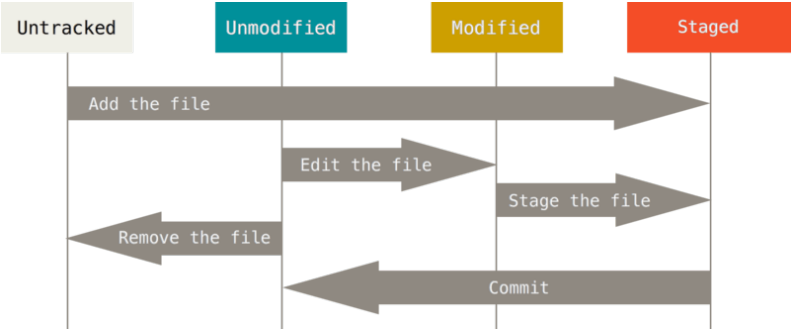 Untracked
Unmodified
Modified
Staged
Add the file
Edit the file
Stage the file
Remove the file
Commit